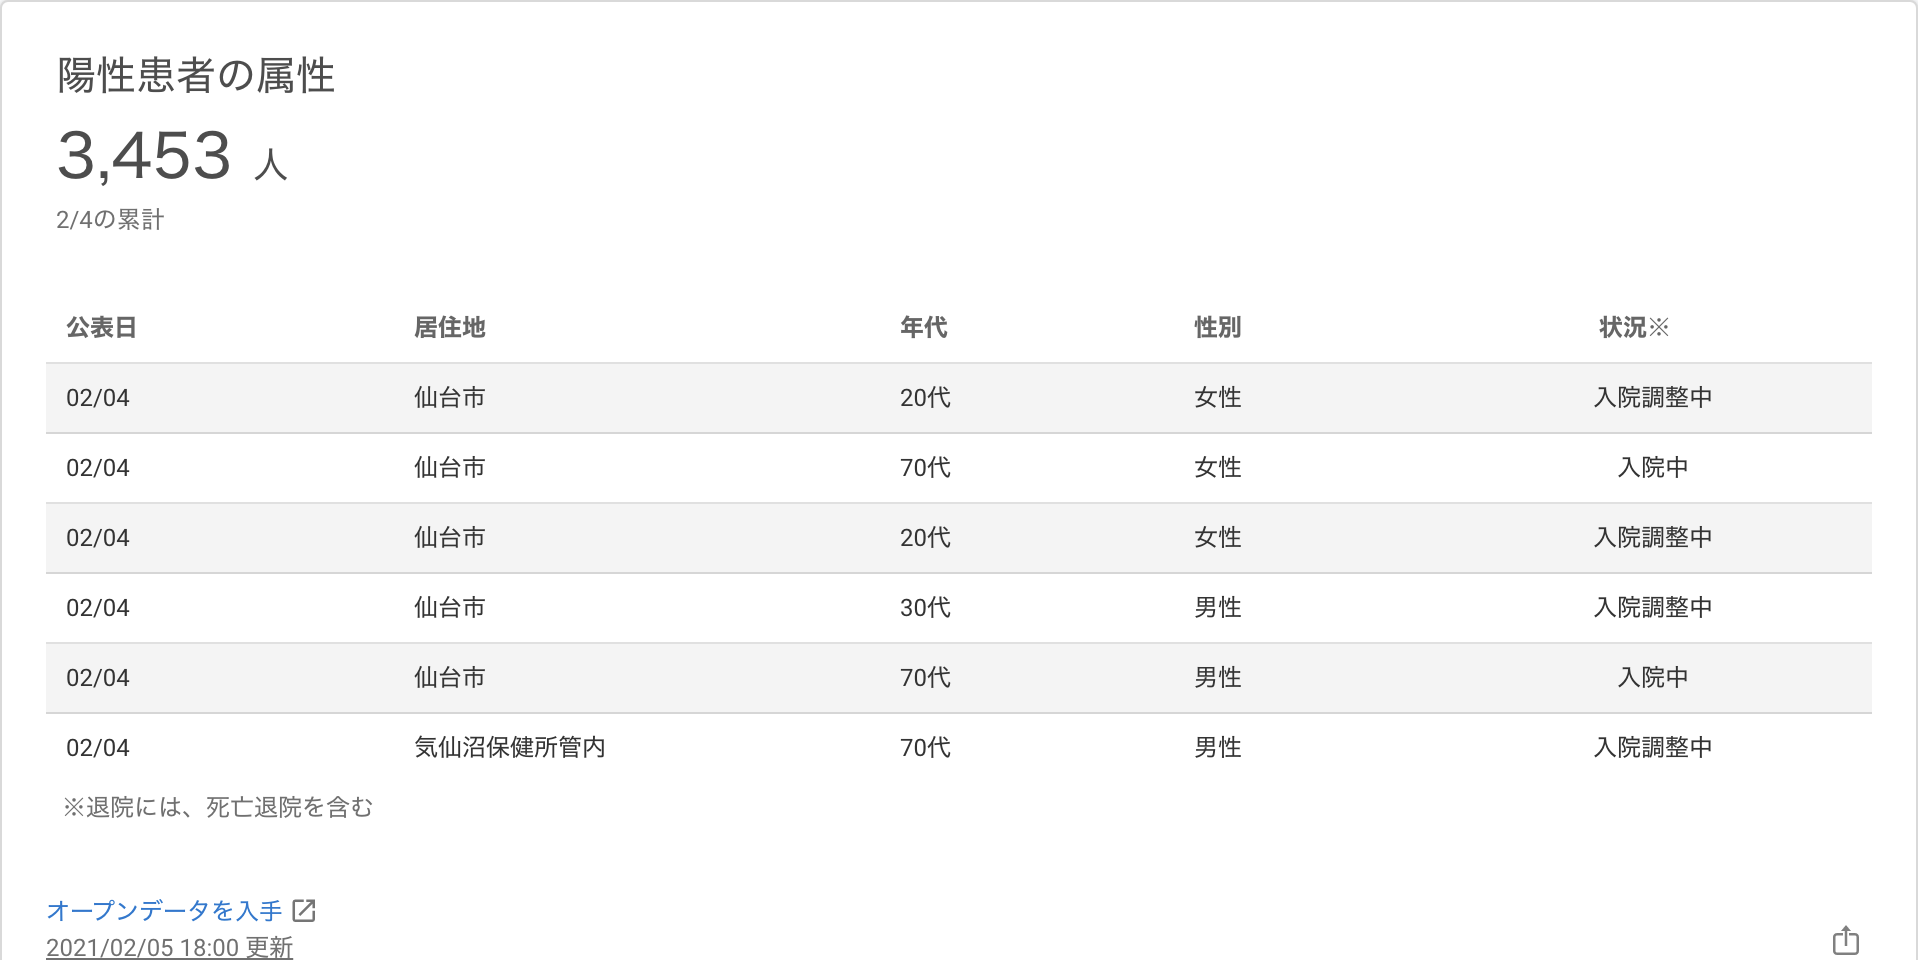 陽性患者の属性
3,453 人
2/4の累計
公表日 居住地 年代 性別 状況※
02/04 仙台市 20代 女性 入院調整中
02/04 仙台市 70代 女性 入院中
02/04 仙台市 20代 女性 入院調整中
02/04 仙台市 30代 男性 入院調整中
02/04 仙台市 70代 男性 入院中
02/04 気仙沼保健所管内 70代 男性 入院調整中
※退院には、死亡退院を含む
オープンデータを入手
2021/02/05 18:00 更新